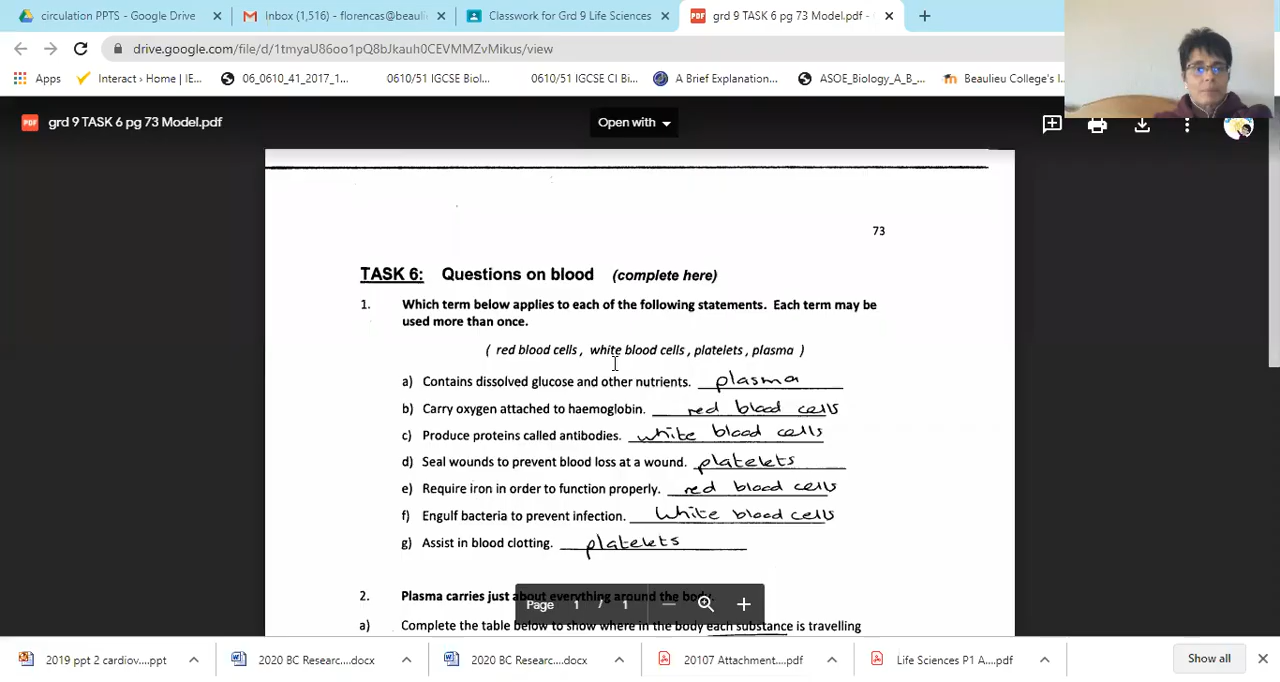 circulation PPTS - Google Drive
Inbox (1,516) - florencas@beauli
Classwork for Grd 9 Life Sciences
grd 9 TASK 6 pg 73 Model.pdf -
drive.google.com/file/d/1tmyaU86oo1pQ8bJkauh0CEVMMZvMikus/view
Apps
Interact › Home | IE...
06_0610_41_2017_1...
0610/51 IGCSE Biol...
0610/51 IGCSE CI Bi...
A Brief Explanation...
ASOE_Biology_A_B_...
Beaulieu College's I...
grd 9 TASK 6 pg 73 Model.pdf
Open with
73
TASK 6: Questions on blood (complete here)
1. Which term below applies to each of the following statements. Each term may be
used more than once.
( red blood cells , white blood cells , platelets , plasma )
a) Contains dissolved glucose and other nutrients. plasma
b) Carry oxygen attached to haemoglobin. red blood cells
c) Produce proteins called antibodies. white blood cells
d) Seal wounds to prevent blood loss at a wound. platelets
e) Require iron in order to function properly. red blood cells
f) Engulf bacteria to prevent infection. White blood cells
g) Assist in blood clotting. platelets
2. Plasma carries just about everything around the body.
Page 1 / 1
a) Complete the table below to show where in the body each substance is travelling
2019 ppt 2 cardiov....ppt
2020 BC Researc....docx
2020 BC Researc....docx
20107 Attachment....pdf
Life Sciences P1 A....pdf
Show all